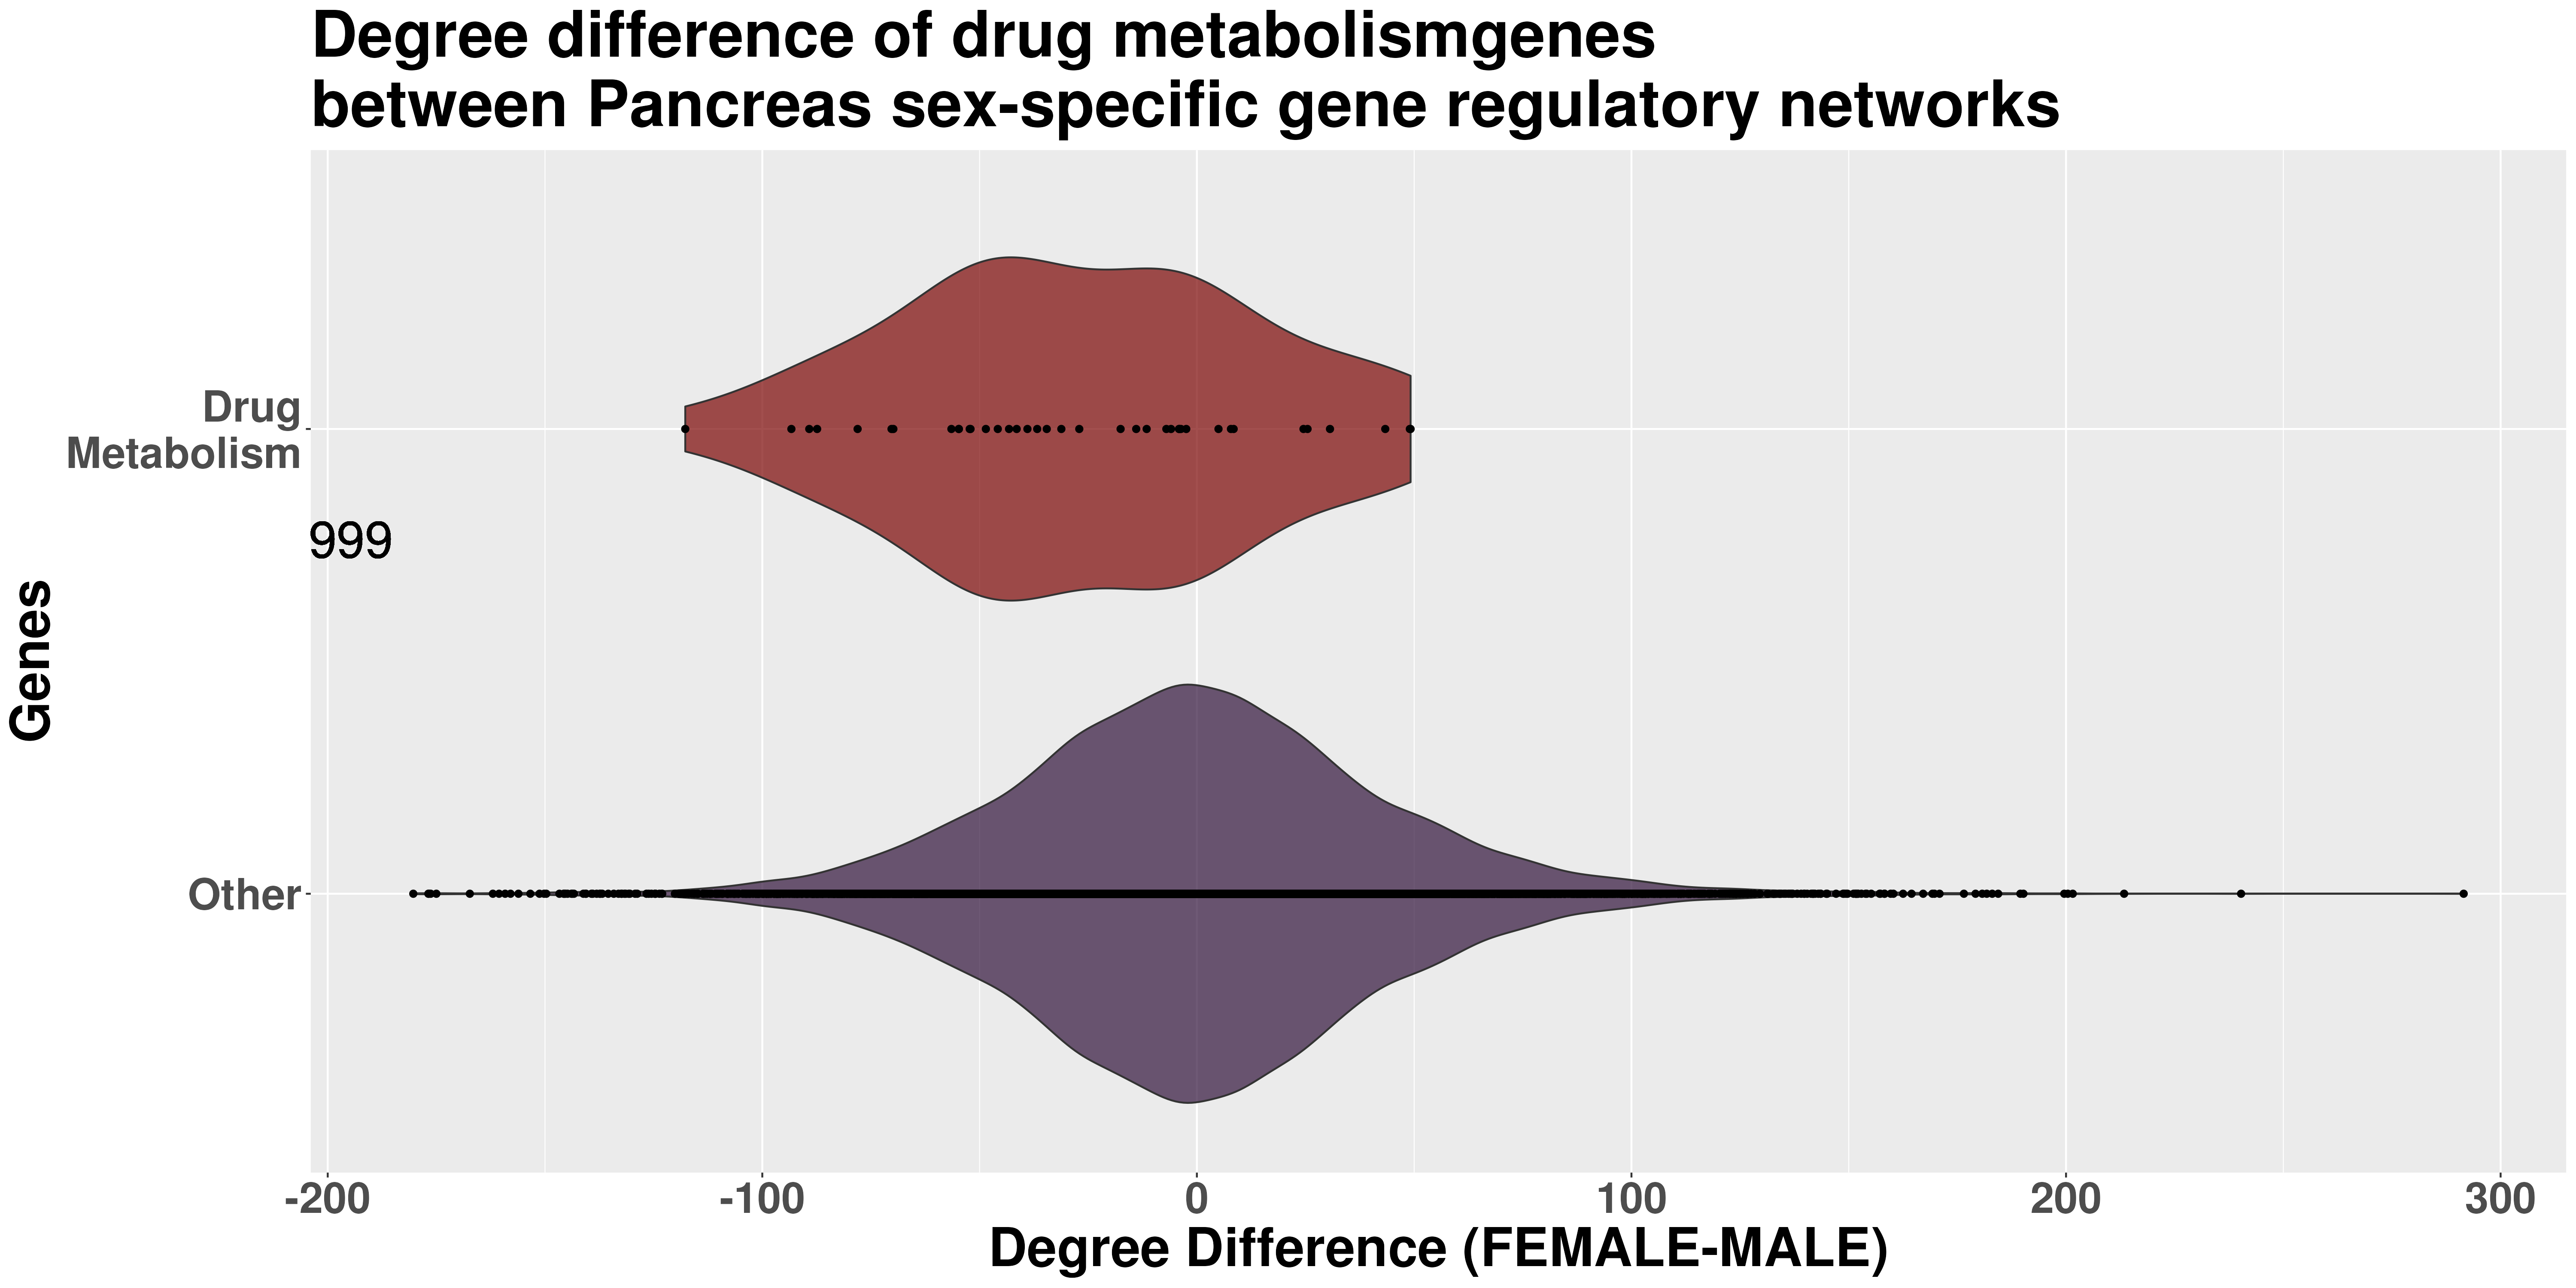 Degree difference of drug metabolismgenes
between Pancreas sex-specific gene regulatory networks
Drug
Metabolism
999
Genes
Other
-200
-100
0
100
200
300
Degree Difference (FEMALE-MALE)